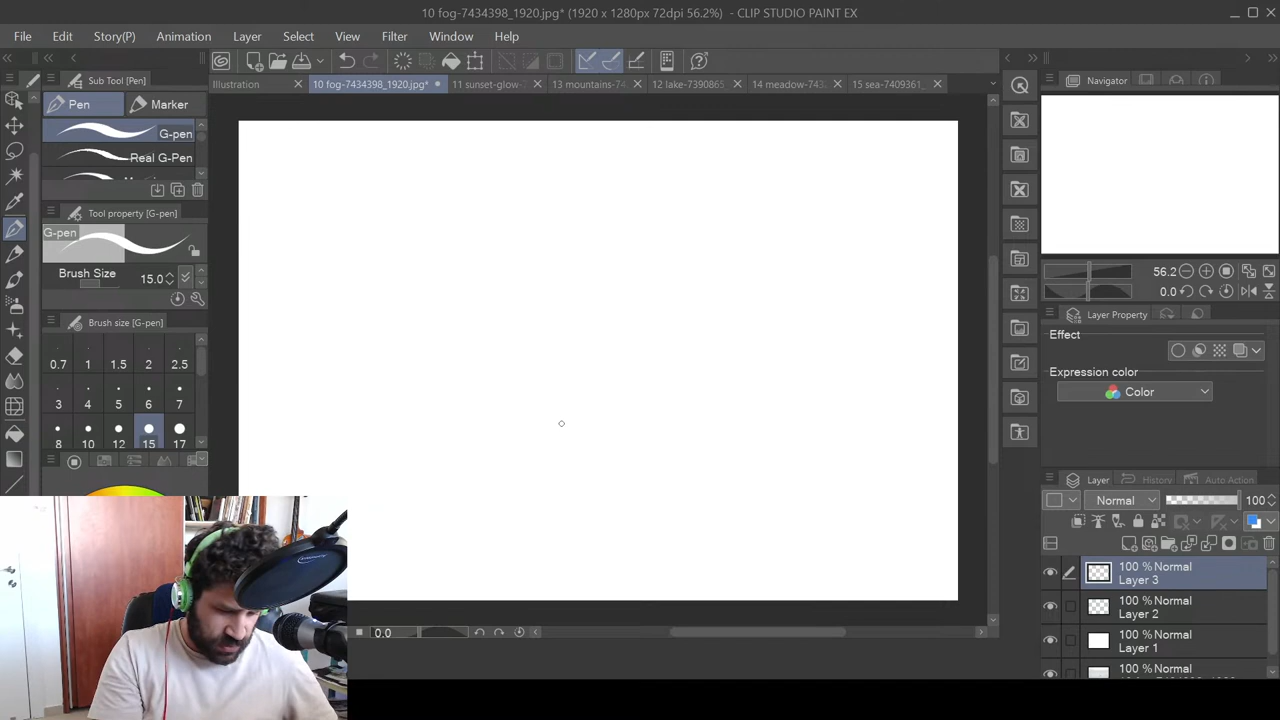 10 fog-7434398_1920.jpg* (1920 x 1280px 72dpi 56.2%) - CLIP STUDIO PAINT EX
File Edit Story(P) Animation Layer Select View Filter Window Help
Sub Tool [Pen]
Illustration 10 fog-7434398_1920.jpg* 11 sunset-glow- 13 mountains-74 12 lake-7390865 14 meadow-743 15 sea-7409361_
Navigator
Pen Marker
G-pen
Real G-Pen
Tool property [G-pen]
G-pen
Brush Size 15.0
56.2
0.0
Brush size [G-pen]
Layer Property
Effect
0.7 1 1.5 2 2.5
Expression color
Color
3 4 5 6 7
8 10 12 15 17
Layer History Auto Action
Normal 100
100 % Normal
Layer 3
100 % Normal
Layer 2
100 % Normal
Layer 1
100 % Normal
0.0